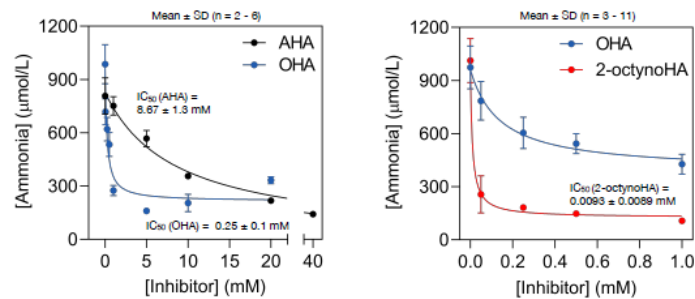 Mean ± SD (n = 2 - 6)
AHA
OHA
1200
900
600
300
0
[Ammonia] (μmol/L)
IC50 (AHA) =
8.67 ± 1.3 mM
IC50 (OHA) = 0.25 ± 0.1 mM
0 5 10 15 20 40
[Inhibitor] (mM)
Mean ± SD (n = 3 - 11)
OHA
2-octynoHA
1200
900
600
300
0
[Ammonia] (μmol/L)
IC50 (2-octynoHA) =
0.0093 ± 0.0089 mM
0.0 0.2 0.4 0.6 0.8 1.0
[Inhibitor] (mM)